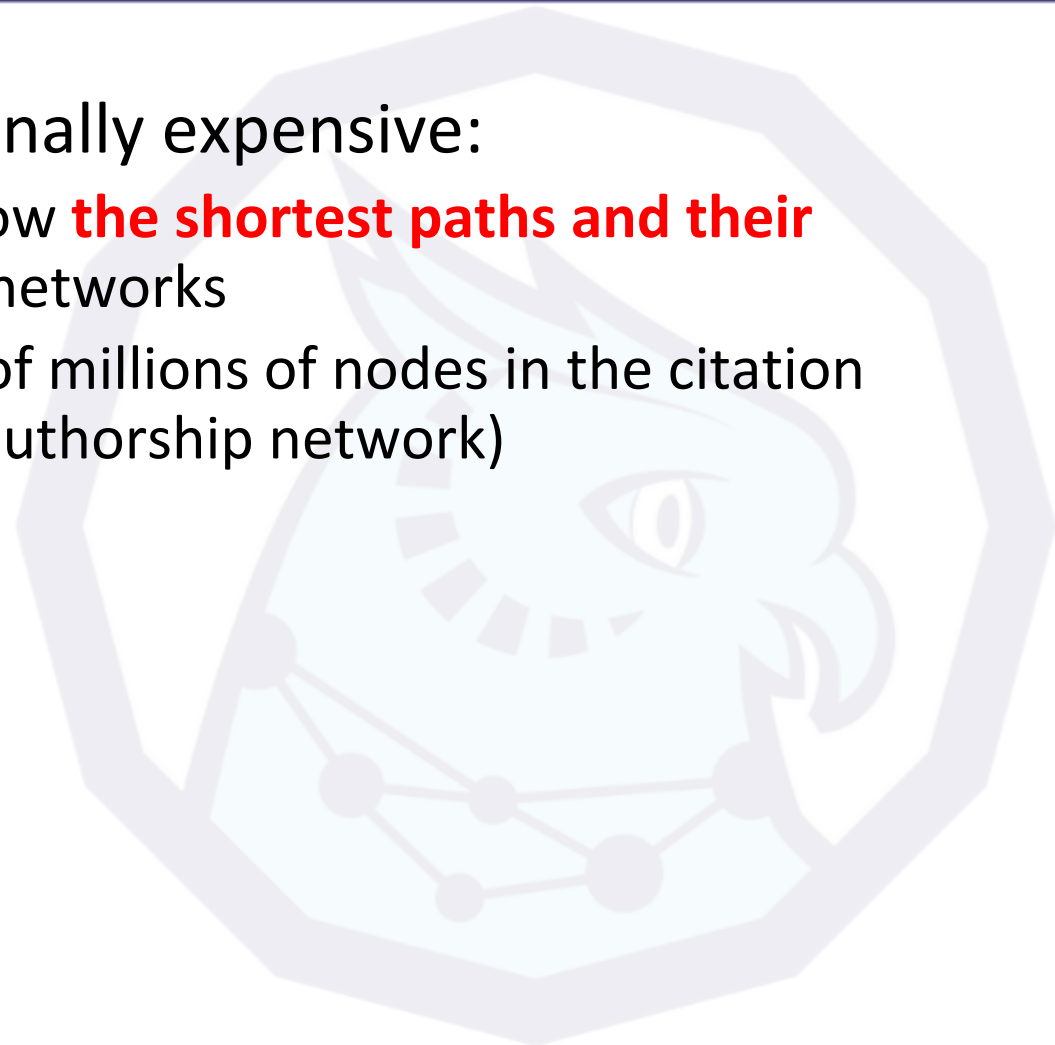 nally expensive:
ow the shortest paths and their
networks
of millions of nodes in the citation
uthorship network)